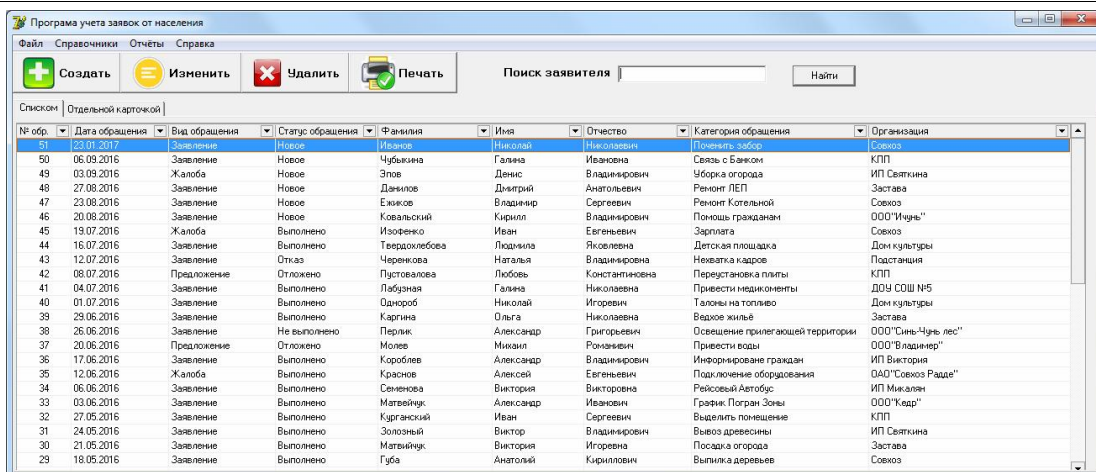 Програма учета заявок от населения
Файл Справочники Отчёты Справка
Создать Изменить Удалить Печать Поиск заявителя Найти
Списком Отдельной карточкой
№ обр. Дата обращения Вид обращения Статус обращения Фамилия Имя Отчество Категория обращения Организация
51 23.01.2017 Заявление Новое Иванов Николай Николаевич Поченить забор Совхоз
50 06.09.2016 Заявление Новое Чубыкина Галина Ивановна Связь с Банком КПП
49 03.09.2016 Жалоба Новое Эпов Денис Владимирович Уборка огорода ИП Святкина
48 27.08.2016 Заявление Новое Данилов Дмитрий Анатольевич Ремонт ЛЕП Застава
47 23.08.2016 Заявление Новое Ежиков Владимир Сергеевич Ремонт Котельной Совхоз
46 20.08.2016 Заявление Новое Ковальский Кирилл Владимирович Помощь гражданам ООО"Ичунь"
45 19.07.2016 Жалоба Выполнено Изофенко Иван Евгеньевич Зарплата Совхоз
44 16.07.2016 Заявление Выполнено Твердохлебова Людмила Яковлевна Детская площадка Дом культуры
43 12.07.2016 Заявление Отказ Черенкова Наталья Владимировна Нехватка кадров Подстанция
42 08.07.2016 Предложение Отложено Пустовалова Любовь Константиновна Переустановка плиты КПП
41 04.07.2016 Заявление Выполнено Лабузная Галина Николаевна Привести медикоменты ДОУ СОШ №5
40 01.07.2016 Заявление Выполнено Однороб Николай Игоревич Талоны на топливо Дом культуры
39 29.06.2016 Заявление Выполнено Каргина Ольга Николаевна Ведхое жильё Застава
38 26.06.2016 Заявление Не выполнено Перлик Александр Григорьевич Освещение прилегающей территории ООО"Синь-Чунь лес"
37 20.06.2016 Предложение Отложено Молев Михаил Романивич Привести воды ООО"Владимер"
36 17.06.2016 Заявление Выполнено Короблев Александр Владимирович Информироване граждан ИП Виктория
35 12.06.2016 Жалоба Выполнено Краснов Алексей Евгеньевич Подключение оборудования ОАО"Совхоз Радде"
34 06.06.2016 Заявление Выполнено Семенова Виктория Викторовна Рейсовый Автобус ИП Микалян
33 03.06.2016 Заявление Выполнено Матвейчук Александр Иванович График Погран Зоны ООО"Кедр"
32 27.05.2016 Заявление Выполнено Курганский Иван Сергеевич Выделить помещение КПП
31 24.05.2016 Заявление Выполнено Золозный Виктор Владимирович Вывоз древесины ИП Святкина
30 21.05.2016 Заявление Выполнено Матвийчук Виктория Игоревна Посадка огорода Застава
29 18.05.2016 Заявление Выполнено Губа Анатолий Кириллович Выпилка деревьев Совхоз